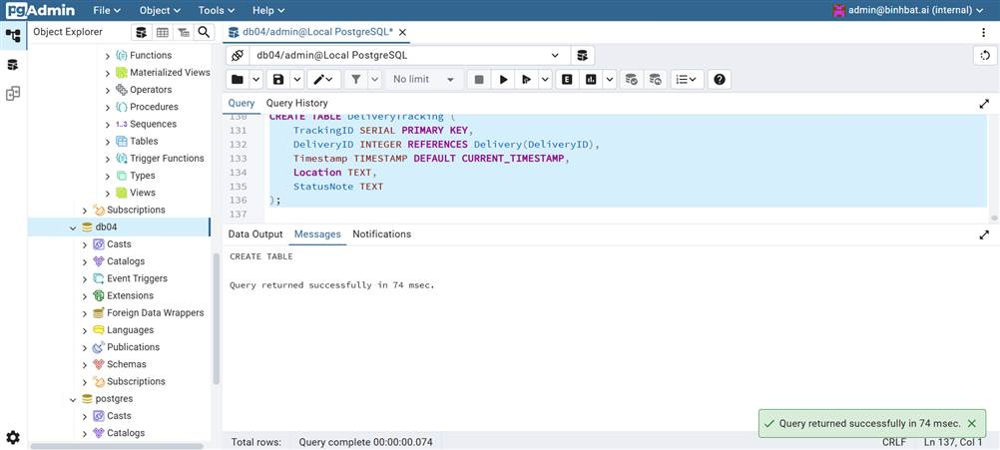 pgAdmin File Object Tools Help admin@binhbat.ai (internal)
Object Explorer
db04/admin@Local PostgreSQL*
db04/admin@Local PostgreSQL
No limit
Query Query History
Functions
Materialized Views
Operators
Procedures
1..3 Sequences
Tables
Trigger Functions
Types
Views
Subscriptions
db04
Casts
Catalogs
Event Triggers
Extensions
Foreign Data Wrappers
Languages
Publications
Schemas
Subscriptions
postgres
Casts
Catalogs
130 CREATE TABLE DeliveryTracking (
131 TrackingID SERIAL PRIMARY KEY,
132 DeliveryID INTEGER REFERENCES Delivery(DeliveryID),
133 Timestamp TIMESTAMP DEFAULT CURRENT_TIMESTAMP,
134 Location TEXT,
135 StatusNote TEXT
136 );
137
Data Output Messages Notifications
CREATE TABLE
Query returned successfully in 74 msec.
Query returned successfully in 74 msec.
Total rows: Query complete 00:00:00.074 CRLF Ln 137, Col 1